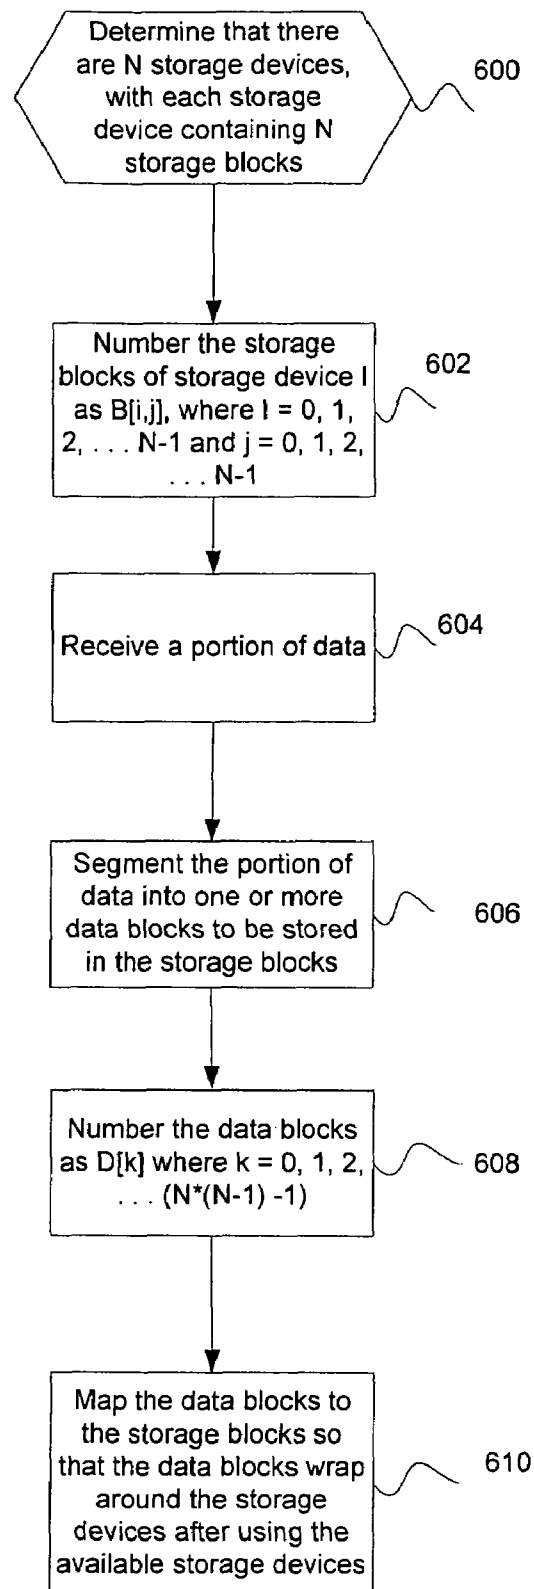 Determine that there
are N storage devices,
with each storage
device containing N
storage blocks
600
Number the storage
blocks of storage device I
as B[i,j], where I = 0, 1,
2, . . . N-1 and j = 0, 1, 2,
. . . N-1
602
Receive a portion of data
604
Segment the portion of
data into one or more
data blocks to be stored
in the storage blocks
606
Number the data blocks
as D[k] where k = 0, 1, 2,
. . . (N*(N-1) -1)
608
Map the data blocks to
the storage blocks so
that the data blocks wrap
around the storage
devices after using the
available storage devices
610